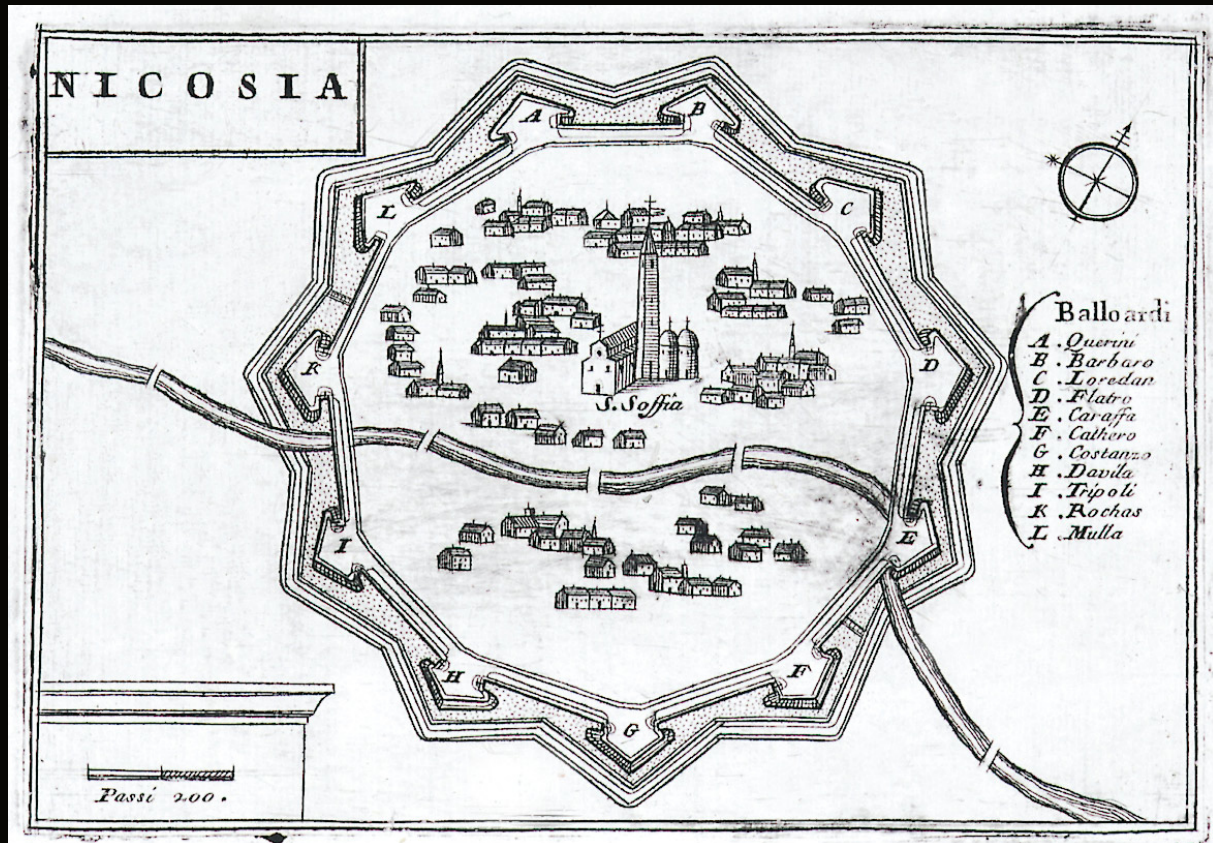 NICOSIA
A
B
L
C
K
D
S. Soffia
I
E
H
F
G
Balloardi
A . Querini
B . Barbaro
C . Loredan
D . Flatro
E . Caraffa
F . Cathero
G . Costanzo
H . Davila
I . Tripoli
K . Rochas
L . Mulla
Passi 200 .